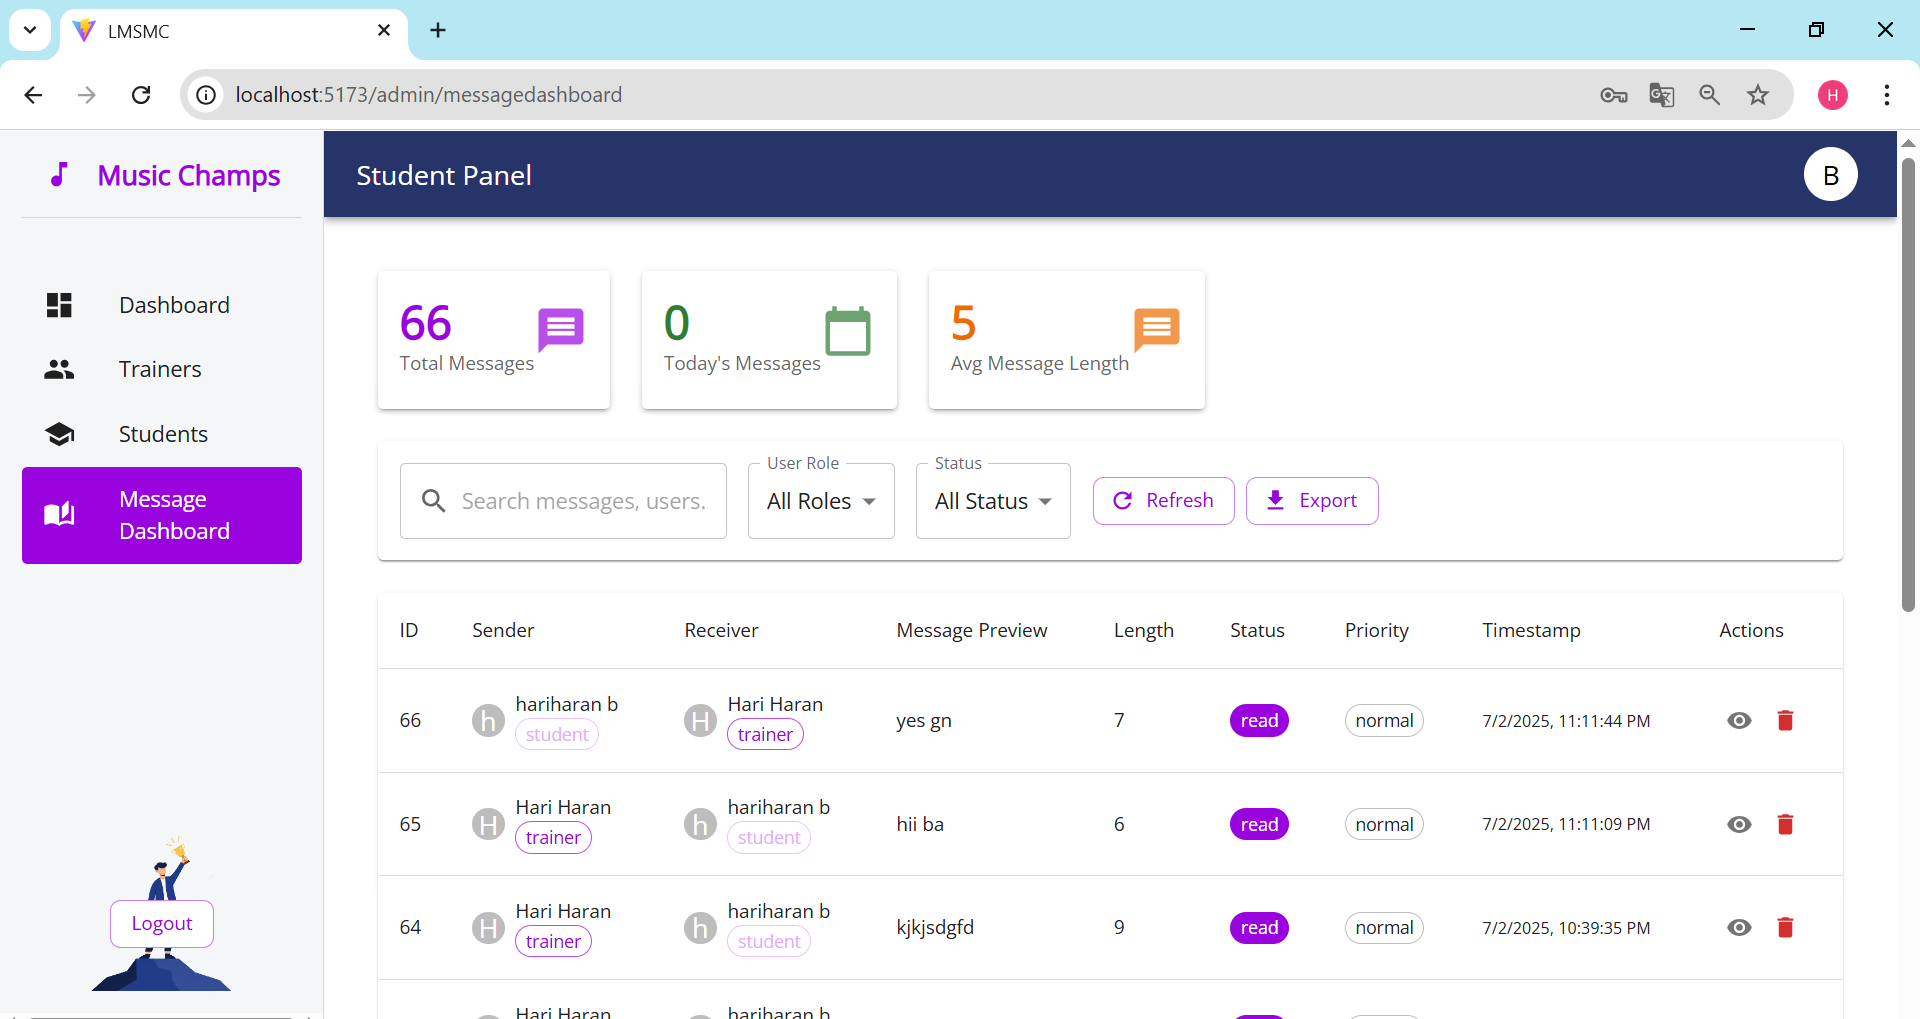 LMSMC
localhost:5173/admin/messagedashboard
H
Music Champs
Student Panel
B
Dashboard
Trainers
Students
Message
Dashboard
Logout
66
Total Messages
0
Today's Messages
5
Avg Message Length
Search messages, users.
User Role
All Roles
Status
All Status
Refresh
Export
ID Sender Receiver Message Preview Length Status Priority Timestamp Actions
66 h hariharan b student H Hari Haran trainer yes gn 7 read normal 7/2/2025, 11:11:44 PM
65 H Hari Haran trainer h hariharan b student hii ba 6 read normal 7/2/2025, 11:11:09 PM
64 H Hari Haran trainer h hariharan b student kjkjsdgfd 9 read normal 7/2/2025, 10:39:35 PM
Hari Haran hariharan b